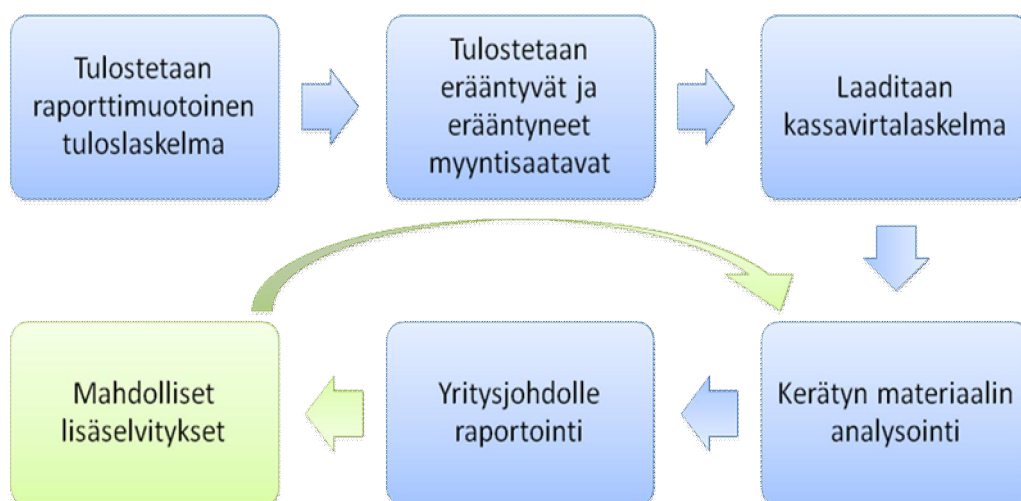 Tulostetaan
raporttimuotoinen
tuloslaskelma
Tulostetaan
erääntyvät ja
erääntyneet
myyntisaatavat
Laaditaan
kassavirtalaskelma
Kerätyn materiaalin
analysointi
Yritysjohdolle
raportointi
Mahdolliset
lisäselvitykset